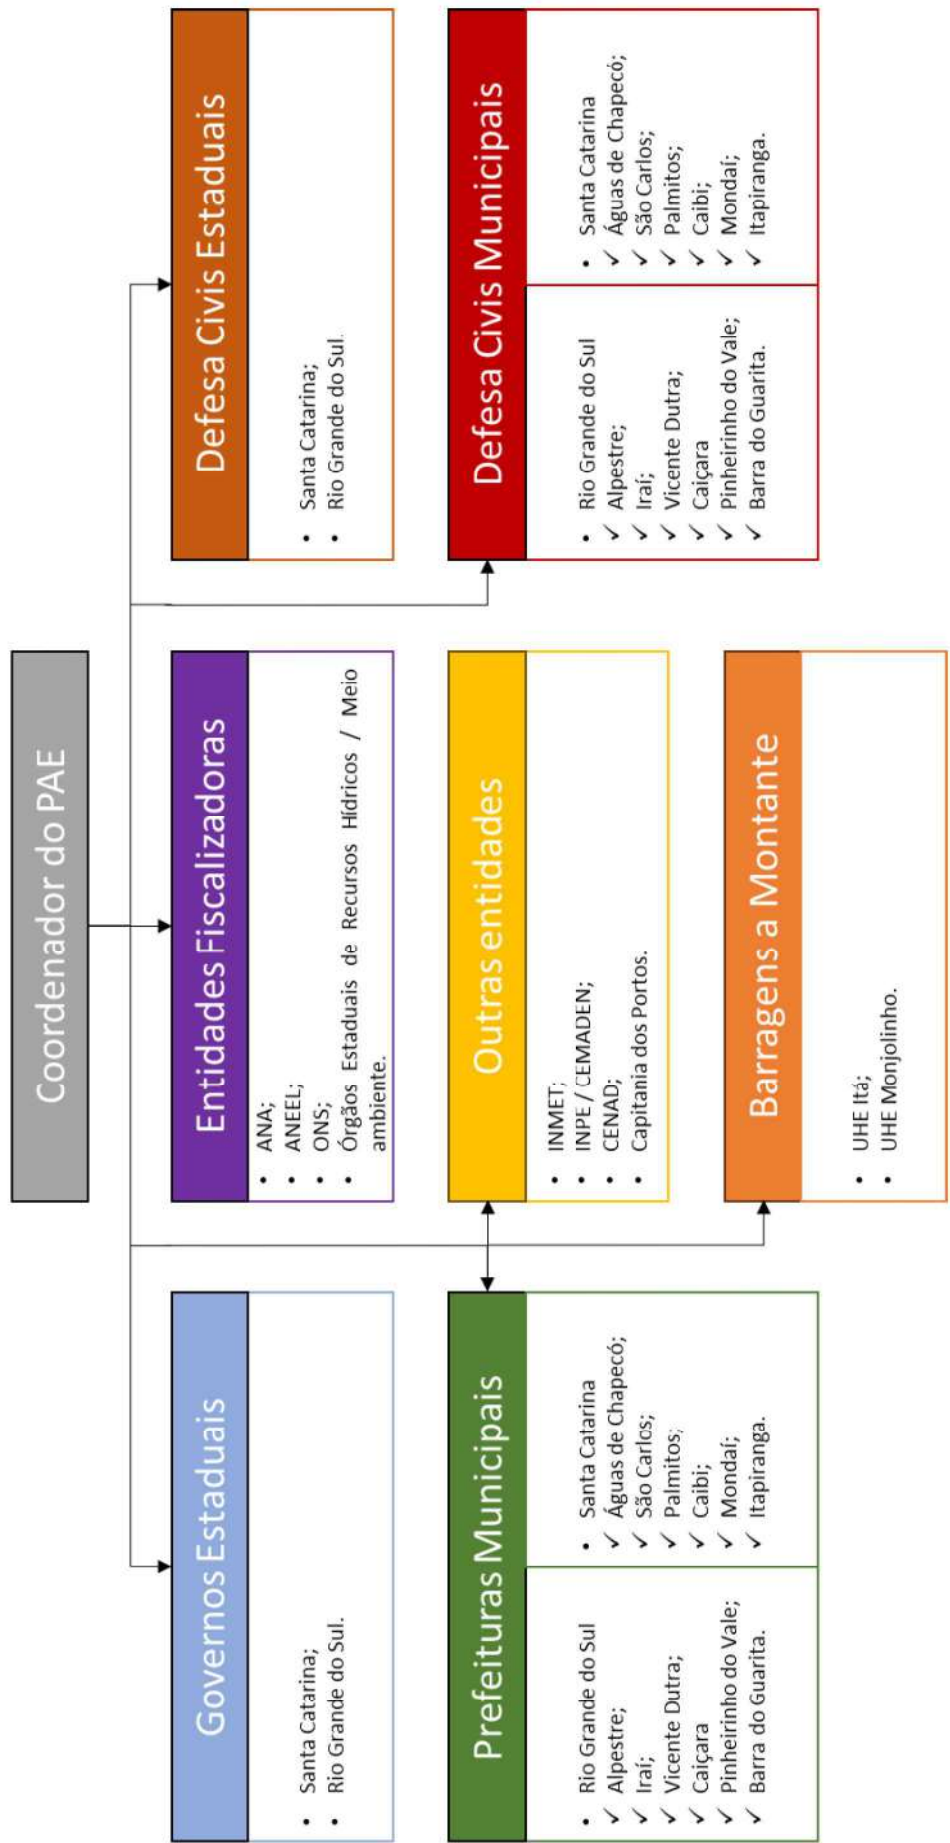 Coordenador do PAE
Governos Estaduais
• Santa Catarina;
• Rio Grande do Sul.
Entidades Fiscalizadoras
• ANA;
• ANEEL;
• ONS;
• Órgãos Estaduais de Recursos Hídricos / Meio
ambiente.
Defesa Civis Estaduais
• Santa Catarina;
• Rio Grande do Sul.
Prefeituras Municipais
• Rio Grande do Sul
✓ Alpestre;
✓ Iraí;
✓ Vicente Dutra;
✓ Caiçara
✓ Pinheirinho do Vale;
✓ Barra do Guarita.
• Santa Catarina
✓ Águas de Chapecó;
✓ São Carlos;
✓ Palmitos;
✓ Caibi;
✓ Mondaí;
✓ Itapiranga.
Outras entidades
• INMET;
• INPE / CEMADEN;
• CENAD;
• Capitania dos Portos.
Defesa Civis Municipais
• Rio Grande do Sul
✓ Alpestre;
✓ Iraí;
✓ Vicente Dutra;
✓ Caiçara
✓ Pinheirinho do Vale;
✓ Barra do Guarita.
• Santa Catarina
✓ Águas de Chapecó;
✓ São Carlos;
✓ Palmitos;
✓ Caibi;
✓ Mondaí;
✓ Itapiranga.
Barragens a Montante
• UHE Itá;
• UHE Monjolinho.